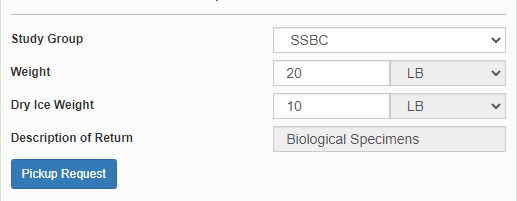 Study Group SSBC
Weight 20 LB
Dry Ice Weight 10 LB
Description of Return Biological Specimens
Pickup Request